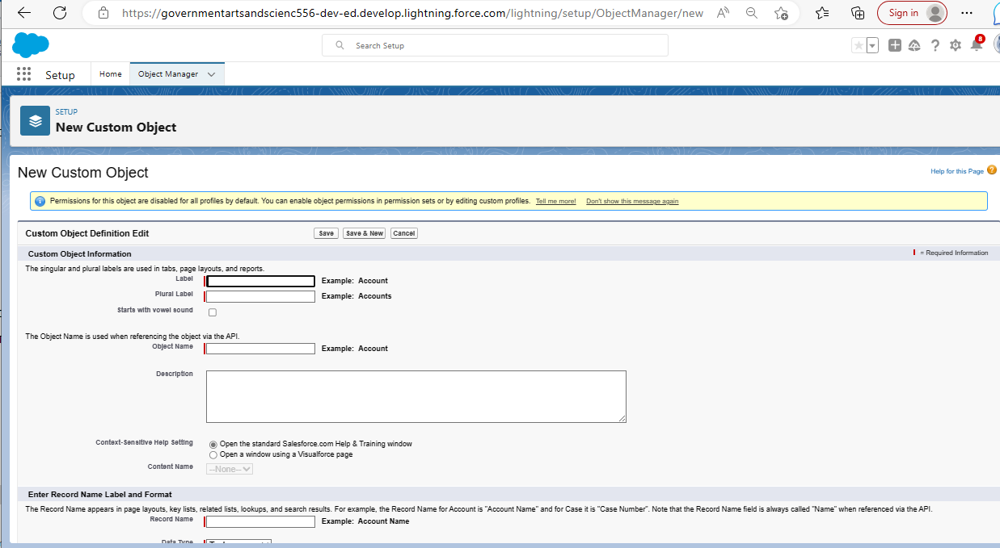 https://governmentartsandscienc556-dev-ed.develop.lightning.force.com/lightning/setup/ObjectManager/new
Sign in
Search Setup
8
Setup
Home
Object Manager
SETUP
New Custom Object
New Custom Object
Help for this Page
Permissions for this object are disabled for all profiles by default. You can enable object permissions in permission sets or by editing custom profiles. Tell me more! Don't show this message again
Custom Object Definition Edit
Save
Save & New
Cancel
Custom Object Information
= Required Information
The singular and plural labels are used in tabs, page layouts, and reports.
Label
Example: Account
Plural Label
Example: Accounts
Starts with vowel sound
The Object Name is used when referencing the object via the API.
Object Name
Example: Account
Description
Context-Sensitive Help Setting
Open the standard Salesforce.com Help & Training window
Open a window using a Visualforce page
Content Name
--None--
Enter Record Name Label and Format
The Record Name appears in page layouts, key lists, related lists, lookups, and search results. For example, the Record Name for Account is "Account Name" and for Case it is "Case Number". Note that the Record Name field is always called "Name" when referenced via the API.
Record Name
Example: Account Name
Data Type